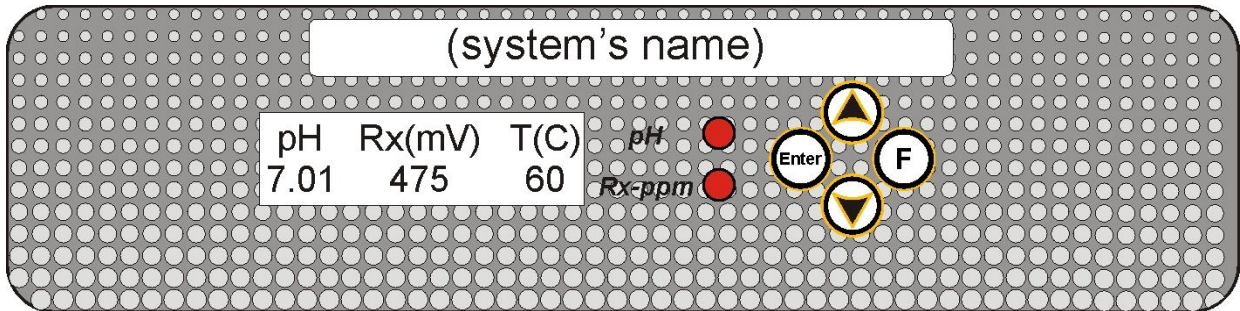 (system's name)
pH Rx(mV) T(C)
7.01 475 60
pH
Rx-ppm
Enter
F